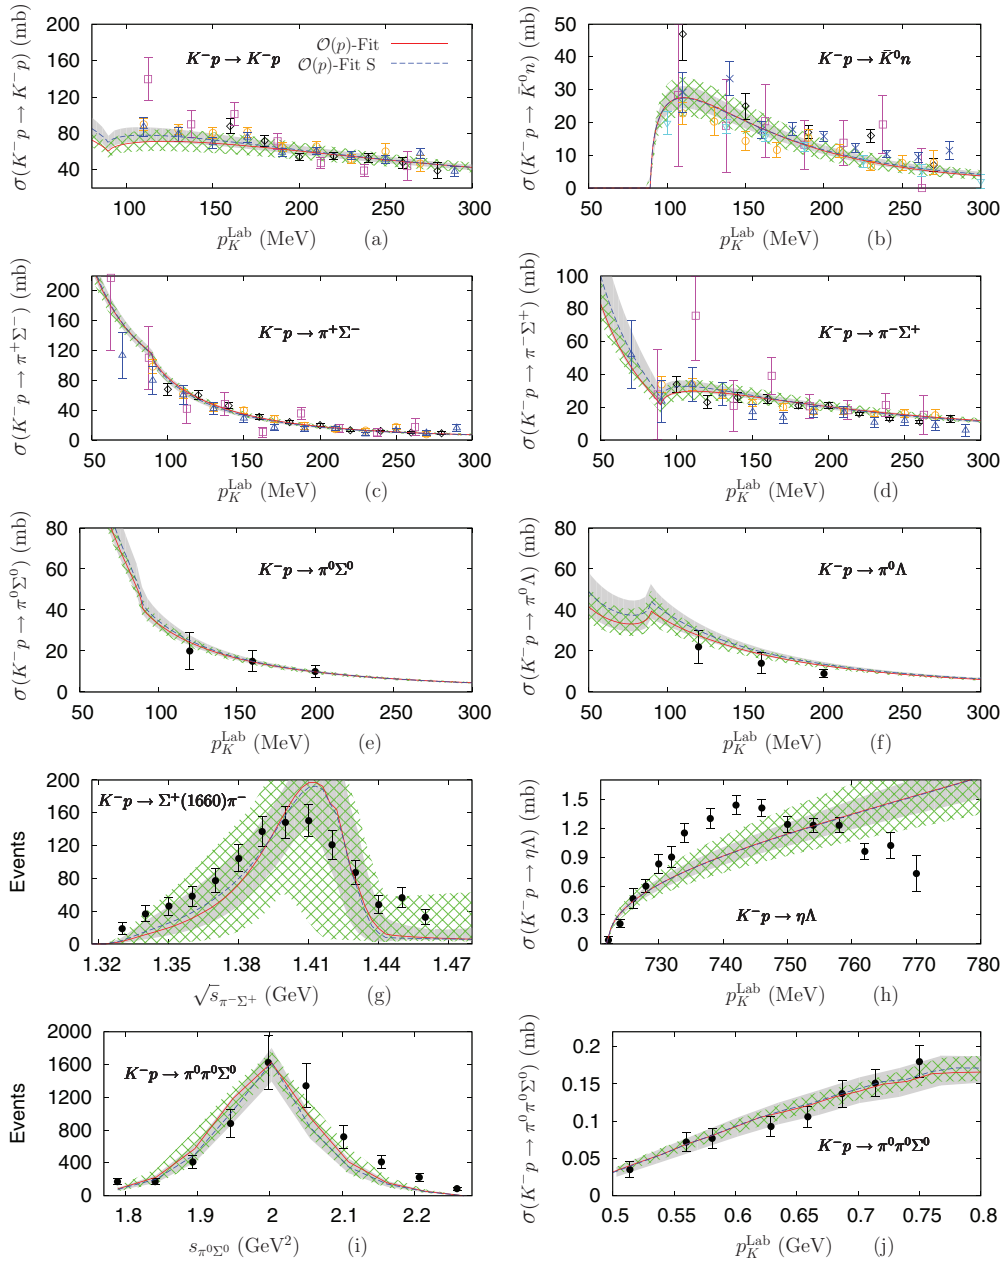 σ(K⁻p → K⁻p) (mb)
200
160
120
80
40
K⁻p → K⁻p
𝒪(p)-Fit
𝒪(p)-Fit S
100 150 200 250 300
p_K^Lab (MeV) (a)
σ(K⁻p → K̄⁰n) (mb)
50
40
30
20
10
0
K⁻p → K̄⁰n
50 100 150 200 250 300
p_K^Lab (MeV) (b)
σ(K⁻p → π⁺Σ⁻) (mb)
200
160
120
80
40
0
K⁻p → π⁺Σ⁻
50 100 150 200 250 300
p_K^Lab (MeV) (c)
σ(K⁻p → π⁻Σ⁺) (mb)
100
80
60
40
20
0
K⁻p → π⁻Σ⁺
50 100 150 200 250 300
p_K^Lab (MeV) (d)
σ(K⁻p → π⁰Σ⁰) (mb)
80
60
40
20
0
K⁻p → π⁰Σ⁰
50 100 150 200 250 300
p_K^Lab (MeV) (e)
σ(K⁻p → π⁰Λ) (mb)
80
60
40
20
0
K⁻p → π⁰Λ
50 100 150 200 250 300
p_K^Lab (MeV) (f)
Events
200
160
120
80
40
0
K⁻p → Σ⁺(1660)π⁻
1.32 1.35 1.38 1.41 1.44 1.47
√s_π⁻Σ⁺ (GeV) (g)
σ(K⁻p → ηΛ) (mb)
1.5
1.2
0.9
0.6
0.3
0
K⁻p → ηΛ
730 740 750 760 770 780
p_K^Lab (MeV) (h)
Events
2000
1600
1200
800
400
0
K⁻p → π⁰π⁰Σ⁰
1.8 1.9 2 2.1 2.2
s_π⁰Σ⁰ (GeV²) (i)
σ(K⁻p → π⁰π⁰Σ⁰) (mb)
0.2
0.15
0.1
0.05
0
K⁻p → π⁰π⁰Σ⁰
0.5 0.55 0.6 0.65 0.7 0.75 0.8
p_K^Lab (GeV) (j)